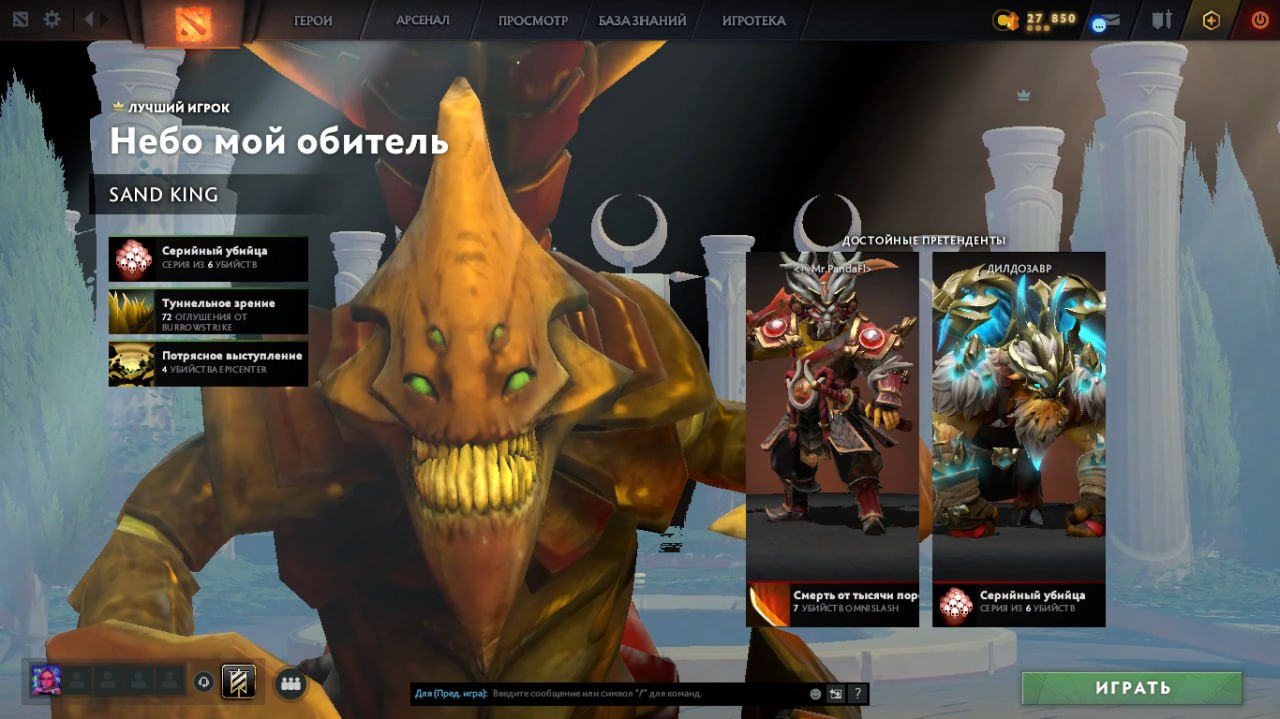 ГЕРОИ
АРСЕНАЛ
ПРОСМОТР
БАЗА ЗНАНИЙ
ИГРОТЕКА
27 850
ЛУЧШИЙ ИГРОК
Небо мой обитель
SAND KING
Серийный убийца
СЕРИЯ ИЗ 6 УБИЙСТВ
Туннельное зрение
72 ОГЛУШЕНИЯ ОТ
BURROWSTRIKE
Потрясное выступление
4 УБИЙСТВА EPICENTER
ДОСТОЙНЫЕ ПРЕТЕНДЕНТЫ
Mr.PandaFl>
ДИЛДОЗАВР
Смерть от тысячи пор
7 УБИЙСТВ OMNISLASH
Серийный убийца
СЕРИЯ ИЗ 6 УБИЙСТВ
Для (Пред. игра): Введите сообщение или символ "/" для команд.
?
ИГРАТЬ